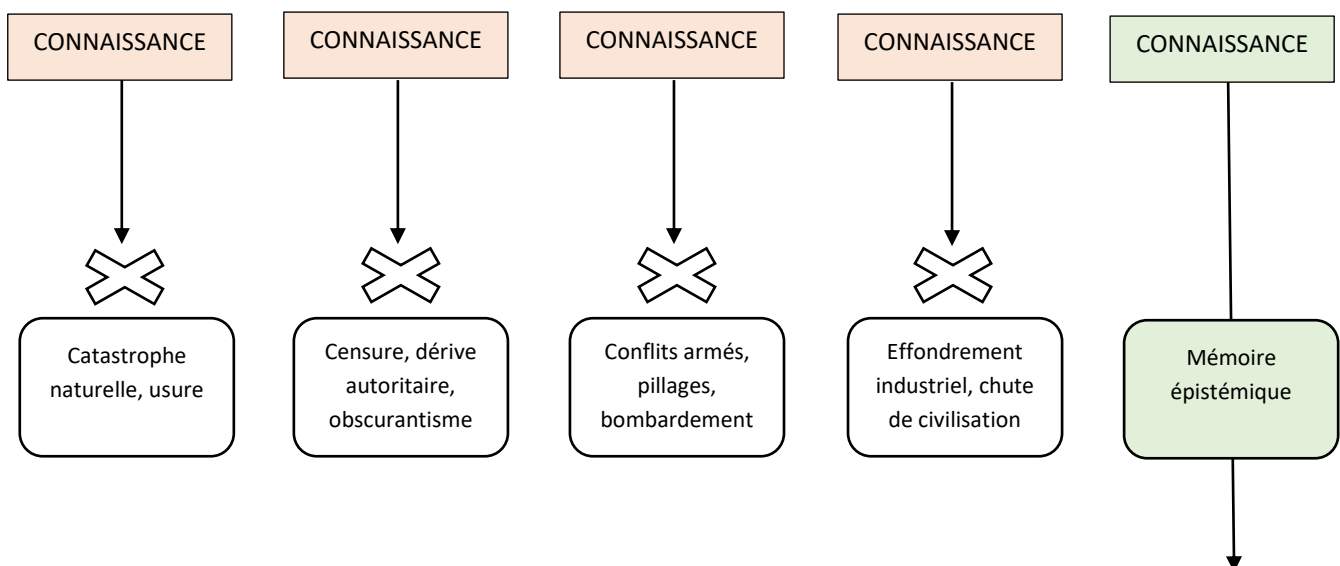 CONNAISSANCE
CONNAISSANCE
CONNAISSANCE
CONNAISSANCE
CONNAISSANCE
Catastrophe
naturelle, usure
Censure, dérive
autoritaire,
obscurantisme
Conflits armés,
pillages,
bombardement
Effondrement
industriel, chute
de civilisation
Mémoire
épistémique